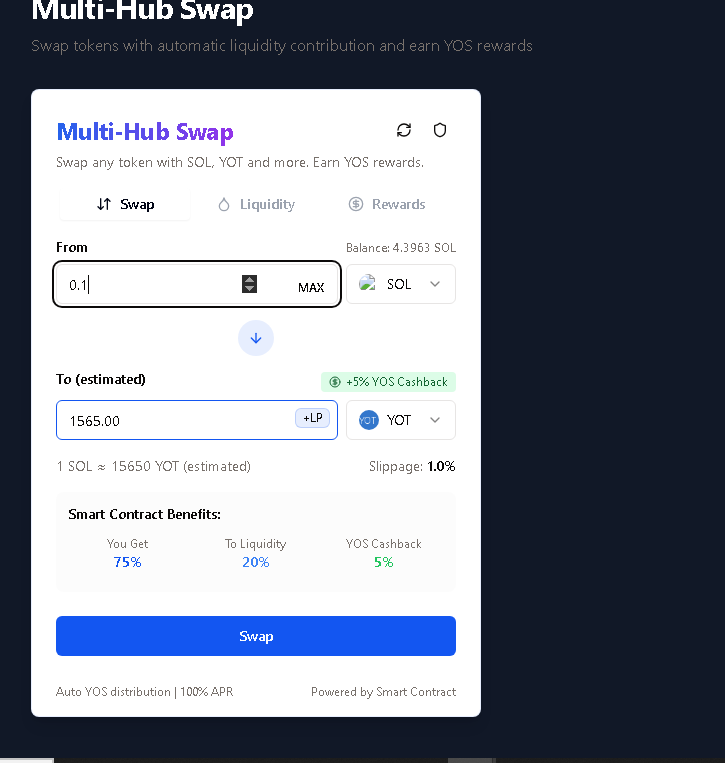 Multi-Hub Swap
Swap tokens with automatic liquidity contribution and earn YOS rewards
Multi-Hub Swap
Swap any token with SOL, YOT and more. Earn YOS rewards.
Swap Liquidity Rewards
From Balance: 4.3963 SOL
0.1 MAX SOL
To (estimated) +5% YOS Cashback
1565.00 +LP YOT YOT
1 SOL ≈ 15650 YOT (estimated) Slippage: 1.0%
Smart Contract Benefits:
You Get To Liquidity YOS Cashback
75% 20% 5%
Swap
Auto YOS distribution | 100% APR Powered by Smart Contract